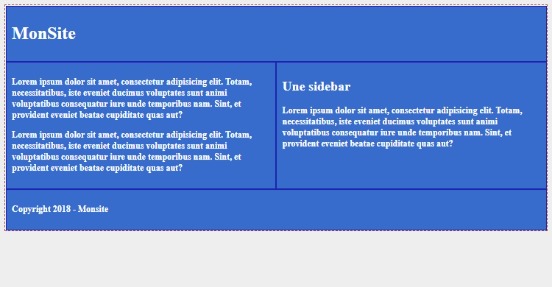 MonSite
Lorem ipsum dolor sit amet, consectetur adipisicing elit. Totam,
necessitatibus, iste eveniet ducimus voluptates sunt animi
voluptatibus consequatur iure unde temporibus nam. Sint, et
provident eveniet beatae cupiditate quas aut?
Lorem ipsum dolor sit amet, consectetur adipisicing elit. Totam,
necessitatibus, iste eveniet ducimus voluptates sunt animi
voluptatibus consequatur iure unde temporibus nam. Sint, et
provident eveniet beatae cupiditate quas aut?
Une sidebar
Lorem ipsum dolor sit amet, consectetur adipisicing elit. Totam,
necessitatibus, iste eveniet ducimus voluptates sunt animi
voluptatibus consequatur iure unde temporibus nam. Sint, et
provident eveniet beatae cupiditate quas aut?
Copyright 2018 - Monsite